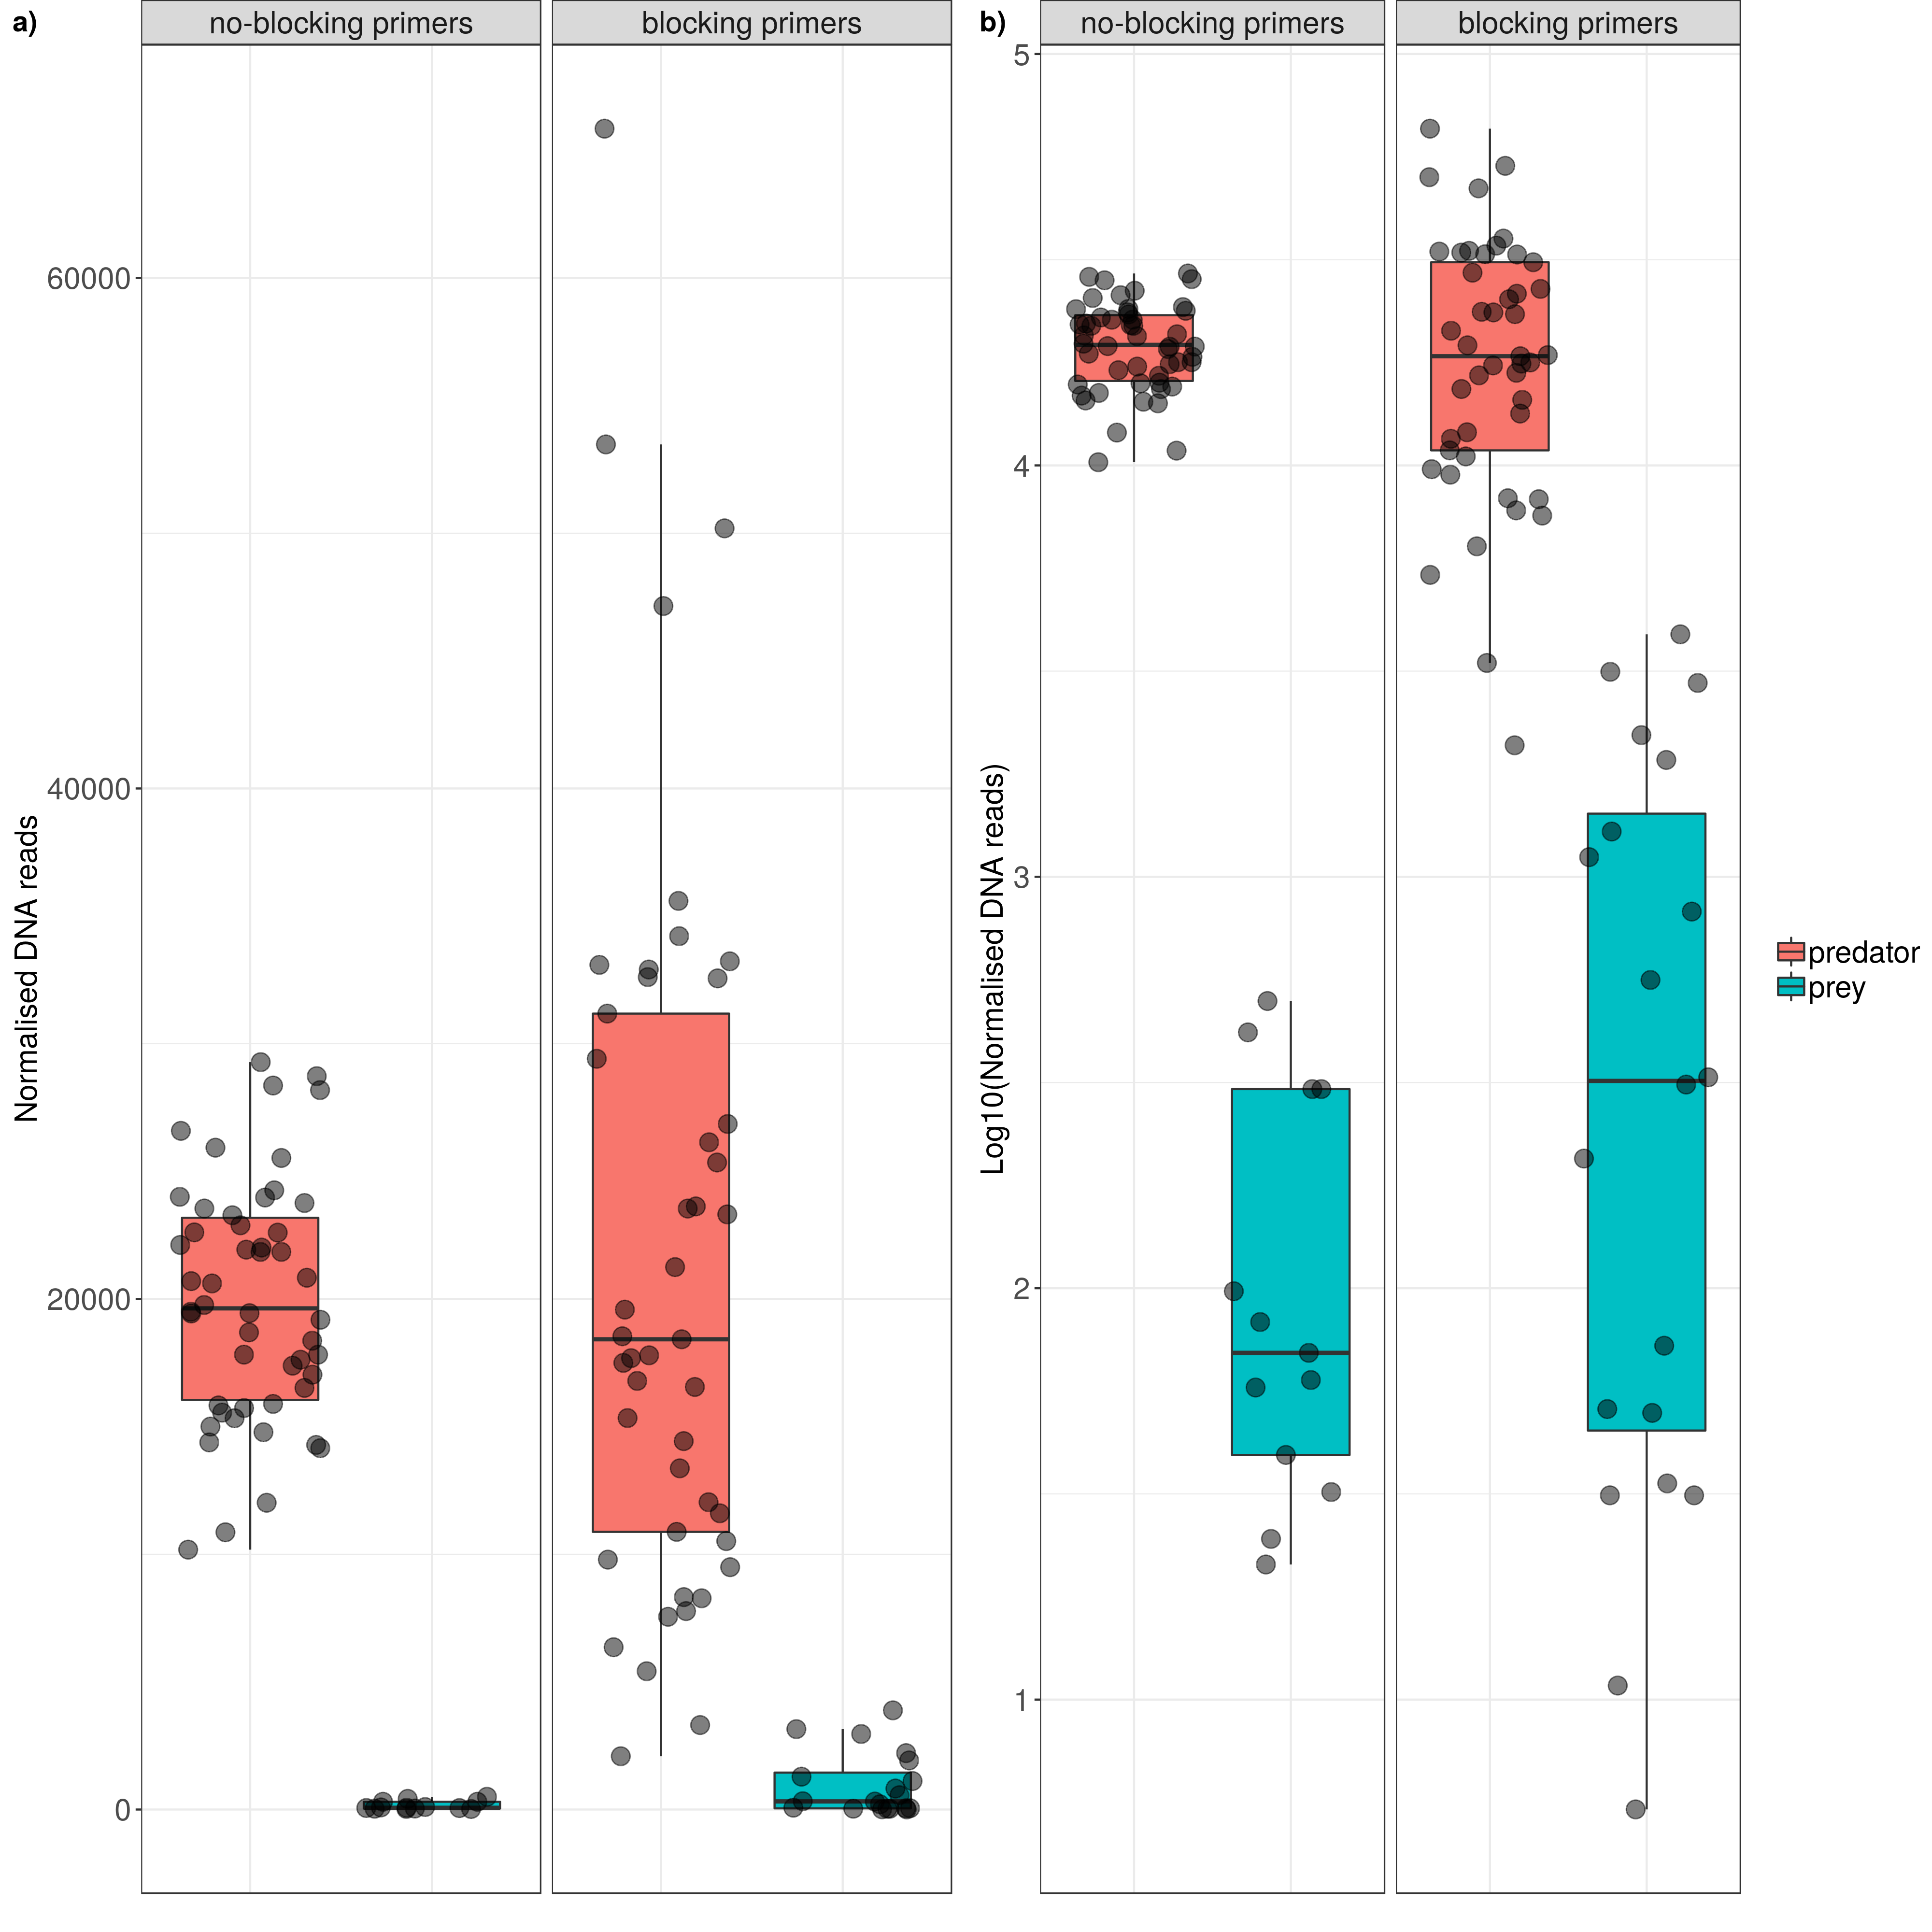 a)
no-blocking primers
blocking primers
Normalised DNA reads
60000
40000
20000
0
b)
no-blocking primers
blocking primers
Log10(Normalised DNA reads)
5
4
3
2
1
predator
prey